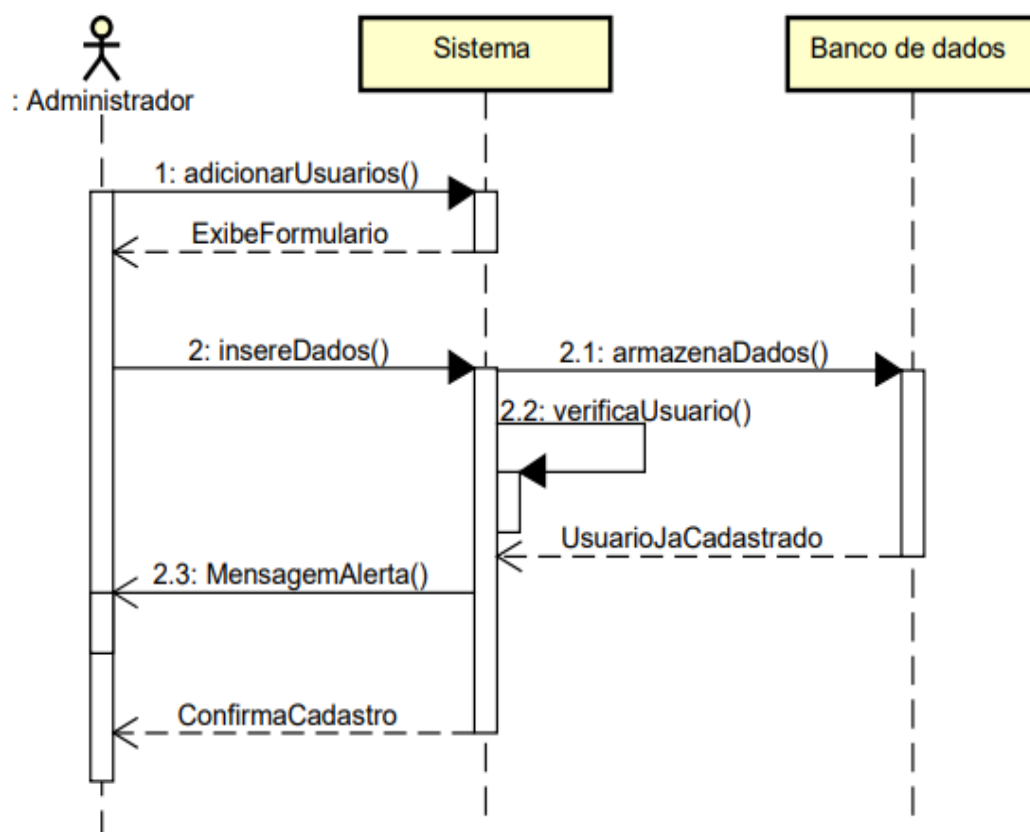 Sistema
Banco de dados
: Administrador
1: adicionarUsuarios()
ExibeFormulario
2: insereDados()
2.1: armazenaDados()
2.2: verificaUsuario()
UsuarioJaCadastrado
2.3: MensagemAlerta()
ConfirmaCadastro